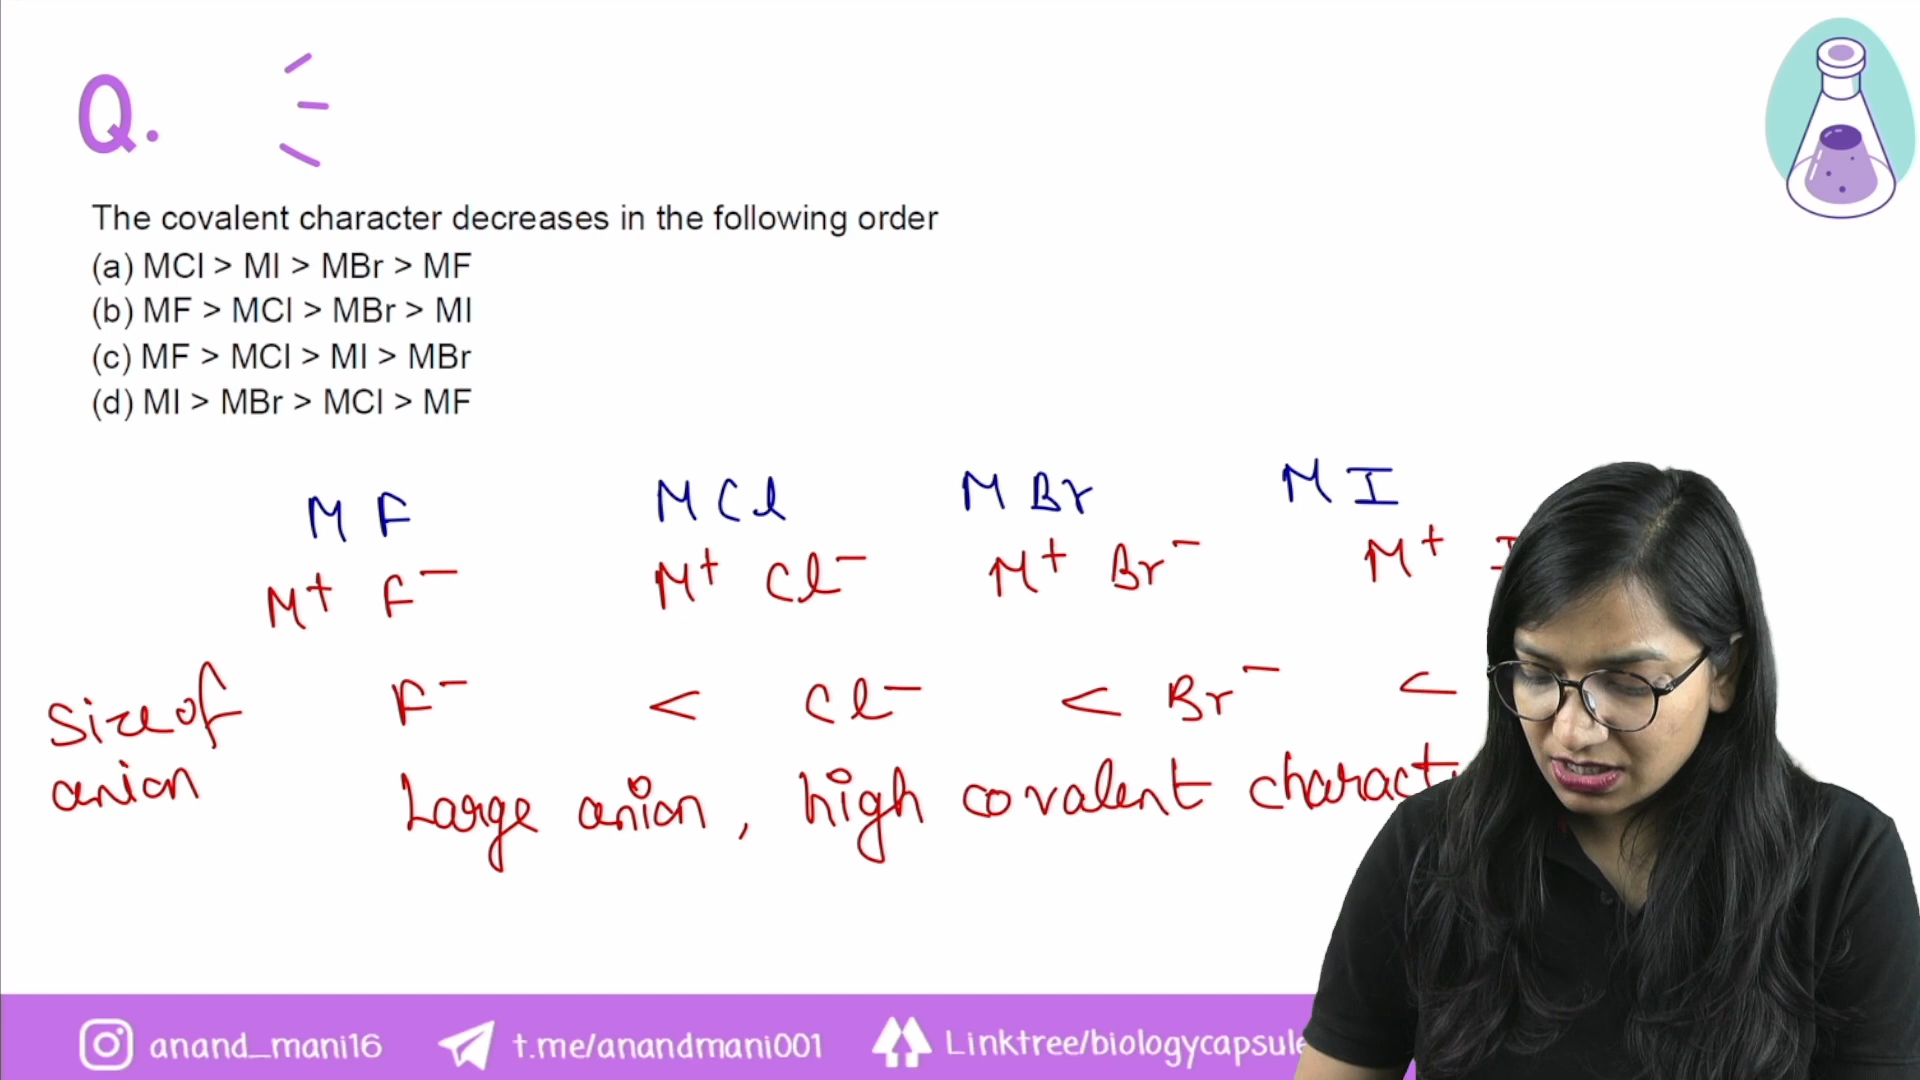 Q.
The covalent character decreases in the following order
(a) MCl > MI > MBr > MF
(b) MF > MCl > MBr > MI
(c) MF > MCl > MI > MBr
(d) MI > MBr > MCl > MF
M F M Cl M Br M I
M+ F− M+ Cl− M+ Br− M+
Size of anion F− < Cl− < Br− <
Large anion, high covalent charact
anand_mani16 t.me/anandmani001 Linktree/biologycapsule